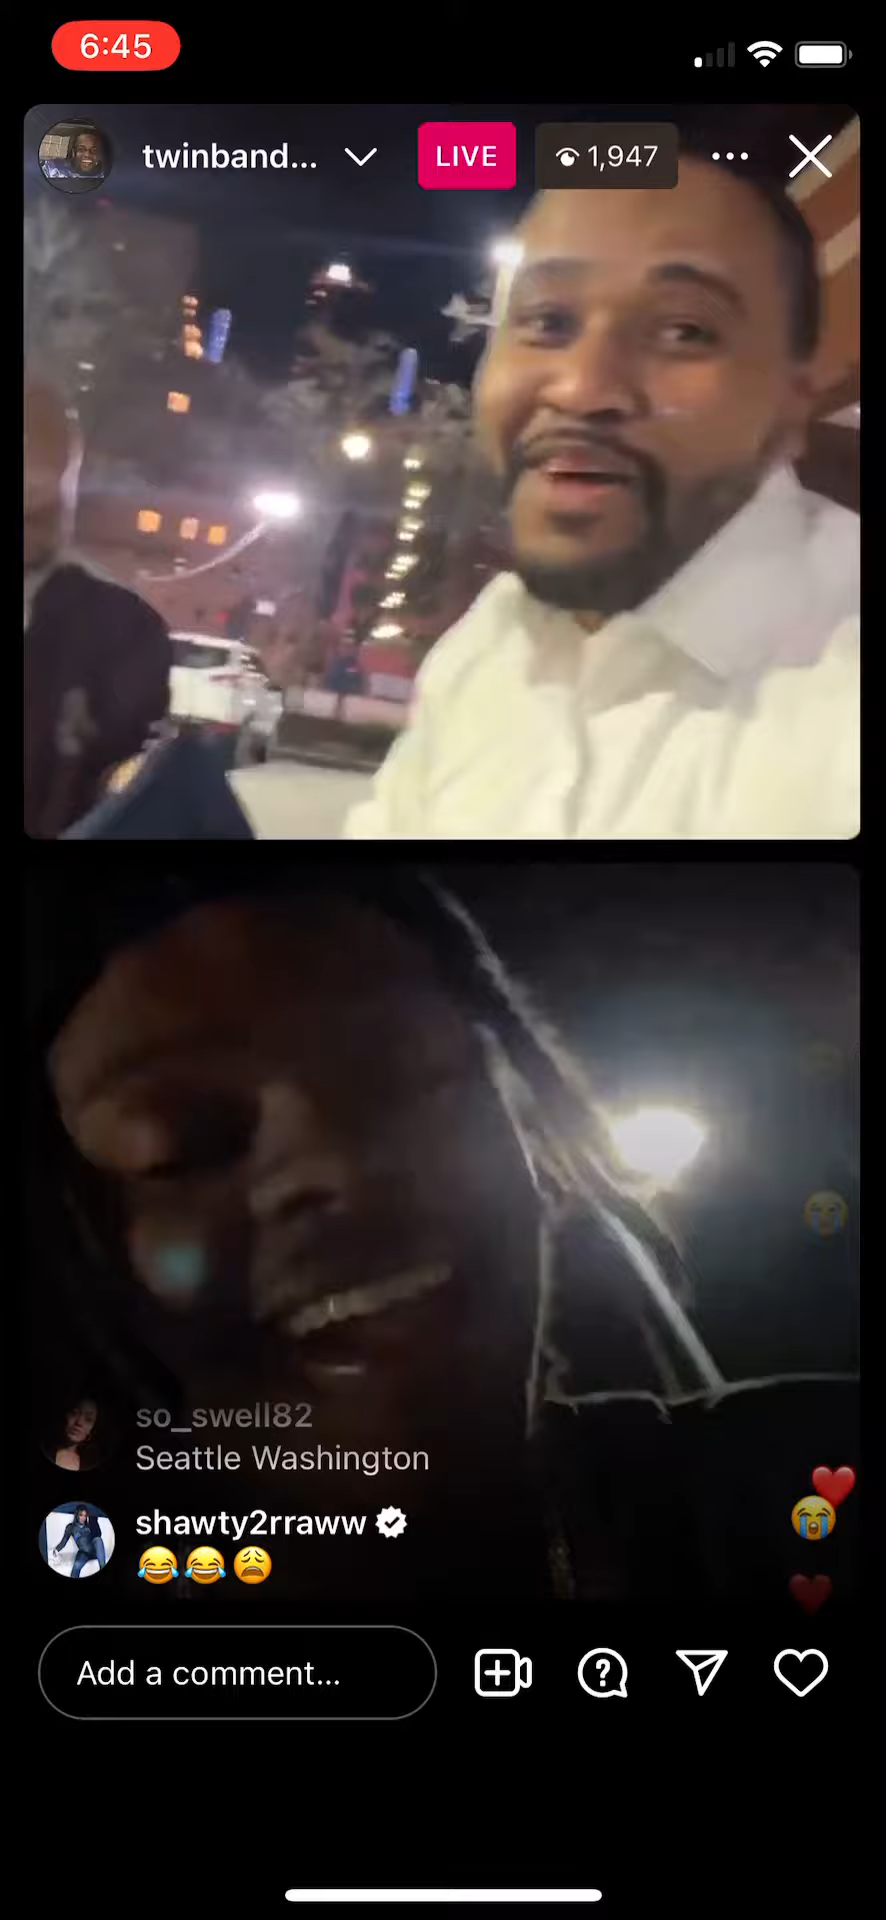 6:45
twinband...
LIVE
1,947
so_swell82
Seattle Washington
shawty2rraww
😂😂😩
Add a comment...